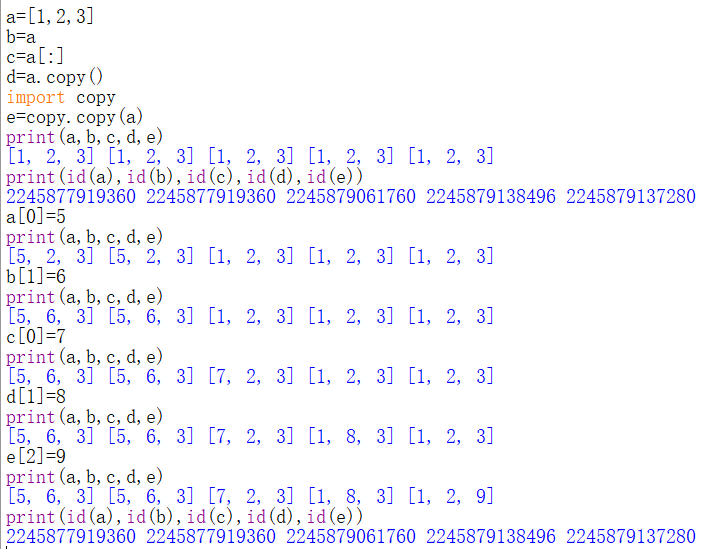 a=[1,2,3]
b=a
c=a[:]
d=a.copy()
import copy
e=copy.copy(a)
print(a,b,c,d,e)
[1, 2, 3] [1, 2, 3] [1, 2, 3] [1, 2, 3] [1, 2, 3]
print(id(a),id(b),id(c),id(d),id(e))
2245877919360 2245877919360 2245879061760 2245879138496 2245879137280
a[0]=5
print(a,b,c,d,e)
[5, 2, 3] [5, 2, 3] [1, 2, 3] [1, 2, 3] [1, 2, 3]
b[1]=6
print(a,b,c,d,e)
[5, 6, 3] [5, 6, 3] [1, 2, 3] [1, 2, 3] [1, 2, 3]
c[0]=7
print(a,b,c,d,e)
[5, 6, 3] [5, 6, 3] [7, 2, 3] [1, 2, 3] [1, 2, 3]
d[1]=8
print(a,b,c,d,e)
[5, 6, 3] [5, 6, 3] [7, 2, 3] [1, 8, 3] [1, 2, 3]
e[2]=9
print(a,b,c,d,e)
[5, 6, 3] [5, 6, 3] [7, 2, 3] [1, 8, 3] [1, 2, 9]
print(id(a),id(b),id(c),id(d),id(e))
2245877919360 2245877919360 2245879061760 2245879138496 2245879137280